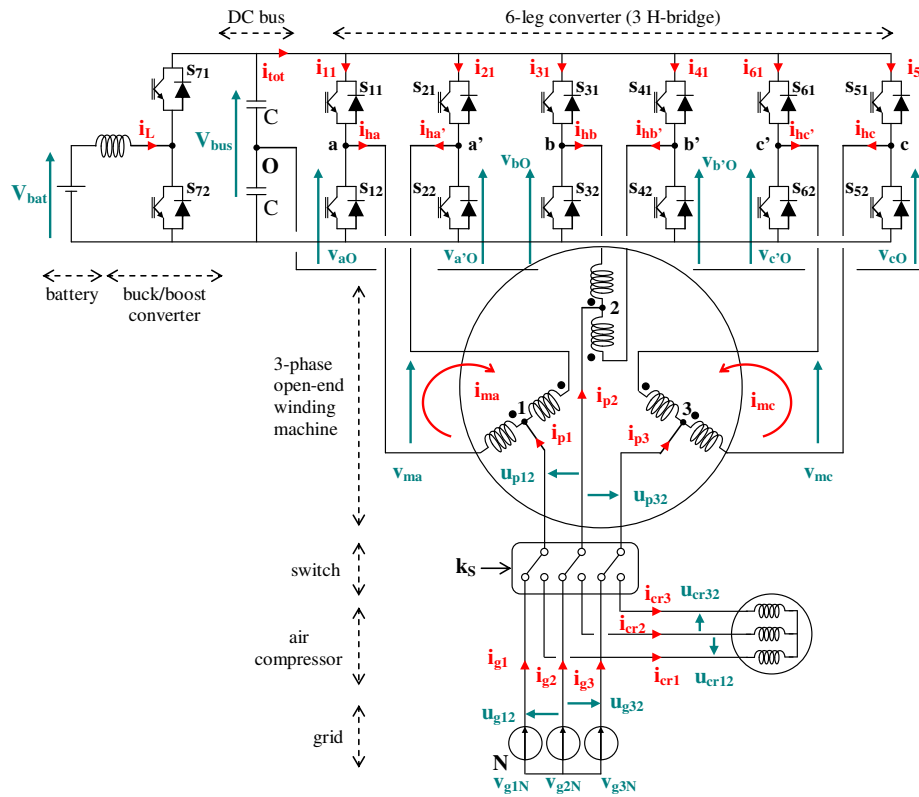 DC bus
6-leg converter (3 H-bridge)
s71
itot
i11
i21
i31
i41
i61
i5
s11
s21
s31
s41
s61
s51
C
iL
Vbus
iha
iha'
ihb
ihb'
ihc'
ihc
a
a'
b
b'
c'
c
O
vbO
vb'O
Vbat
s72
C
s12
s22
s32
s42
s62
s52
vaO
va'O
vc'O
vcO
battery
buck/boost
converter
2
3-phase
open-end
winding
machine
ima
ip2
imc
1
3
ip1
ip3
vma
up12
up32
vmc
switch
kS
ucr32
icr3
air
compressor
icr2
ig1
ig2
ig3
icr1
ucr12
ug12
ug32
grid
N
vg1N
vg2N
vg3N